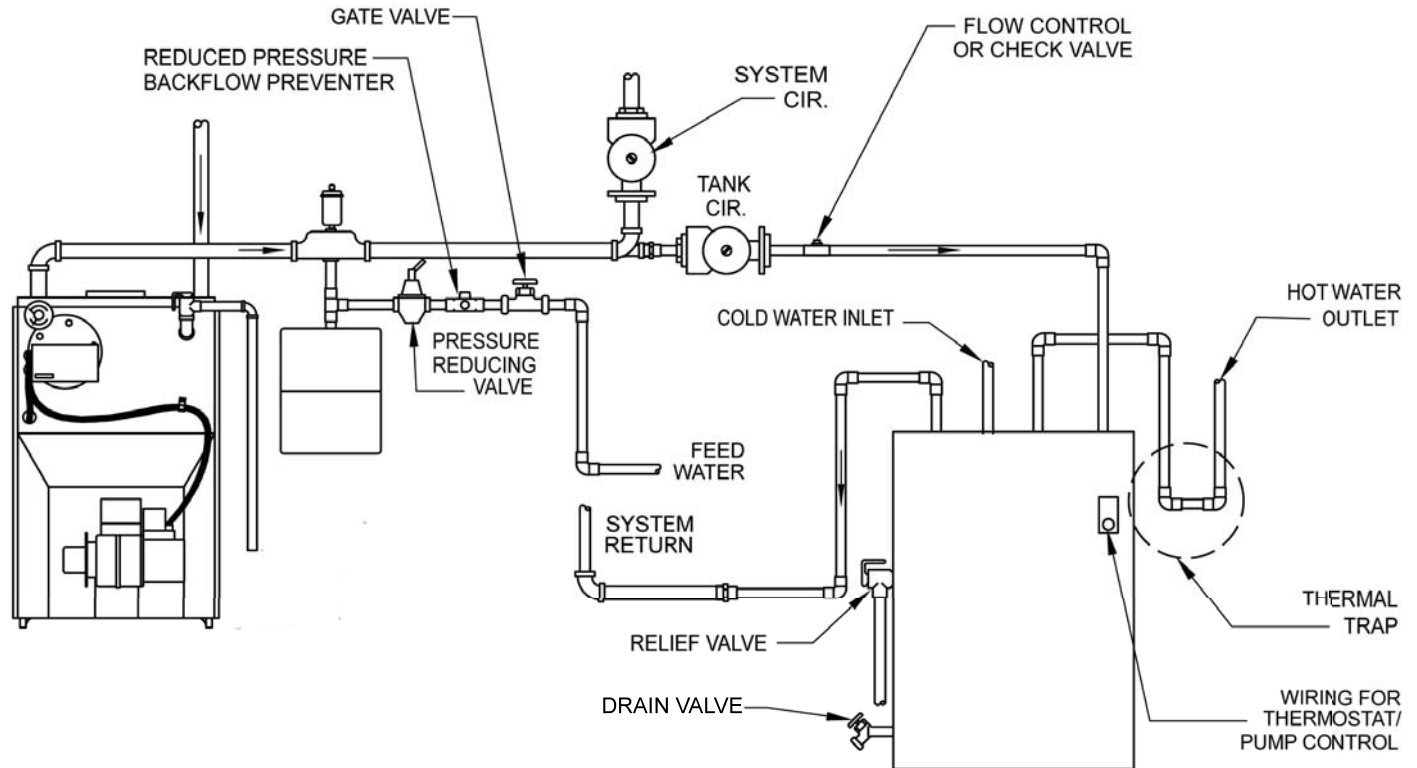 GATE VALVE
REDUCED PRESSURE
BACKFLOW PREVENTER
SYSTEM
CIR.
FLOW CONTROL
OR CHECK VALVE
TANK
CIR.
PRESSURE
REDUCING
VALVE
COLD WATER INLET
HOT WATER
OUTLET
FEED
WATER
SYSTEM
RETURN
RELIEF VALVE
THERMAL
TRAP
DRAIN VALVE
WIRING FOR
THERMOSTAT/
PUMP CONTROL